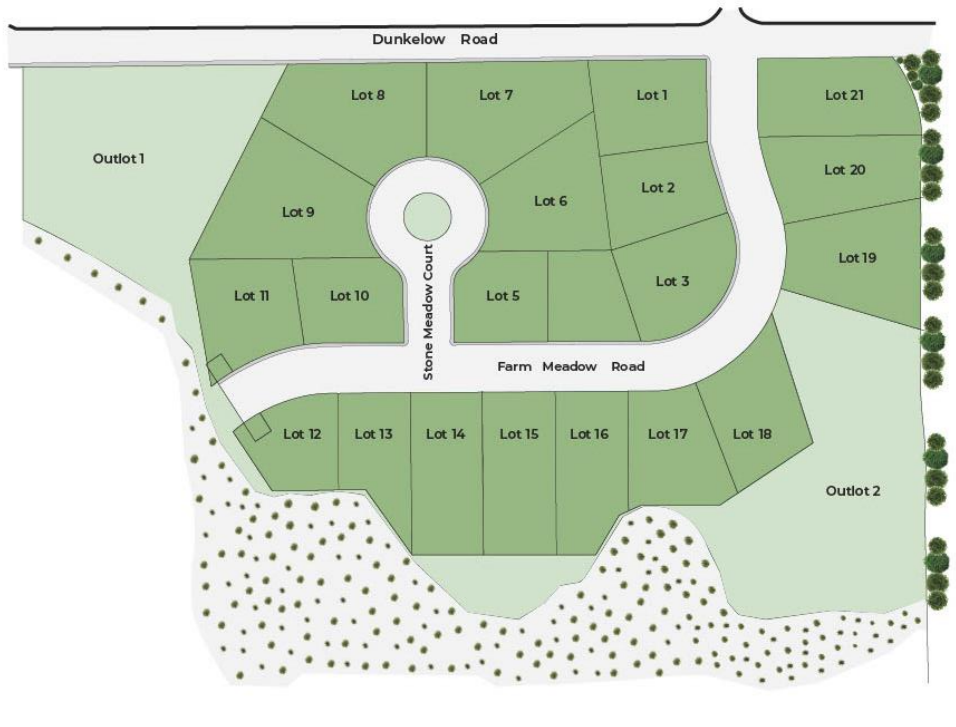 Dunkelow Road
Lot 8
Lot 7
Lot 1
Lot 21
Outlot 1
Lot 20
Lot 2
Lot 6
Lot 9
Lot 19
Lot 3
Lot 11
Lot 10
Lot 5
Stone Meadow Court
Farm Meadow Road
Lot 12
Lot 13
Lot 14
Lot 15
Lot 16
Lot 17
Lot 18
Outlot 2